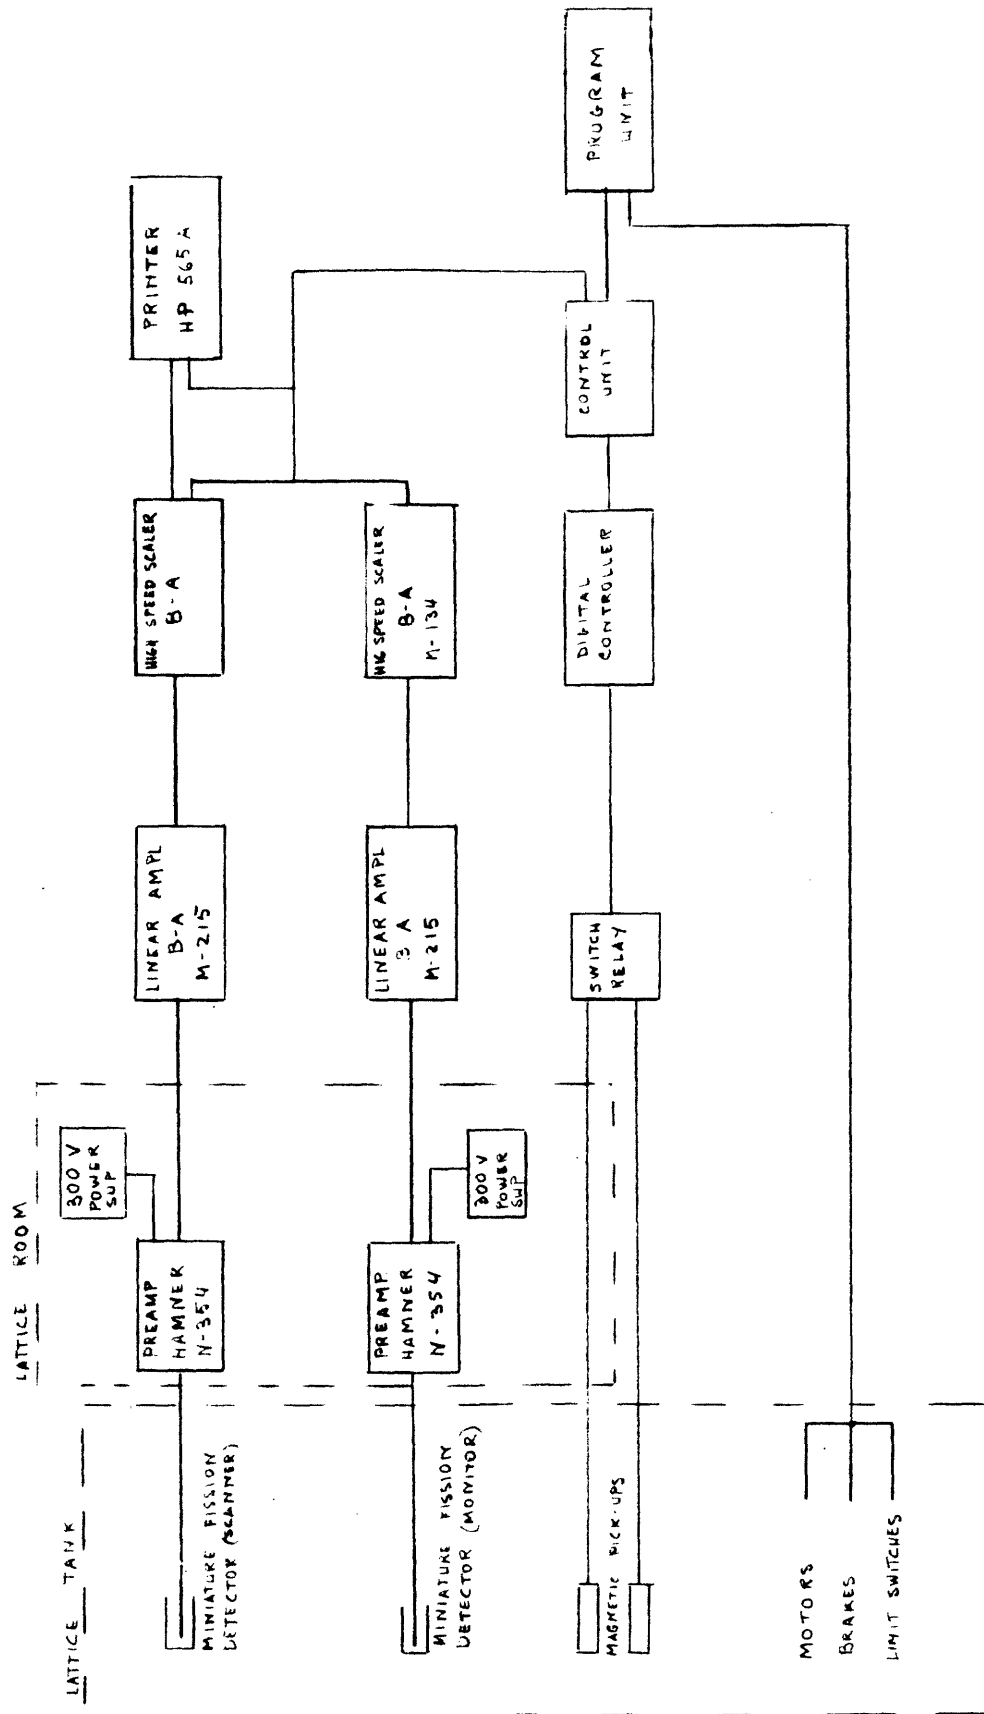 LATTICE TANK
LATTICE ROOM
MINIATURE FISSION
DETECTOR (SCANNER)
PREAMP
HAMNER
N-354
300 V
POWER
SUP
LINEAR AMPL
B-A
M-215
HIGH SPEED SCALER
B-A
PRINTER
HP 565A
MINIATURE FISSION
DETECTOR (MONITOR)
PREAMP
HAMNER
N-354
300 V
POWER
SUP
LINEAR AMPL
B A
M-215
HIG SPEED SCALER
B-A
M-134
MAGNETIC PICK-UPS
SWITCH
RELAY
DIGITAL
CONTROLLER
CONTROL
UNIT
PROGRAM
UNIT
MOTORS
BRAKES
LIMIT SWITCHES